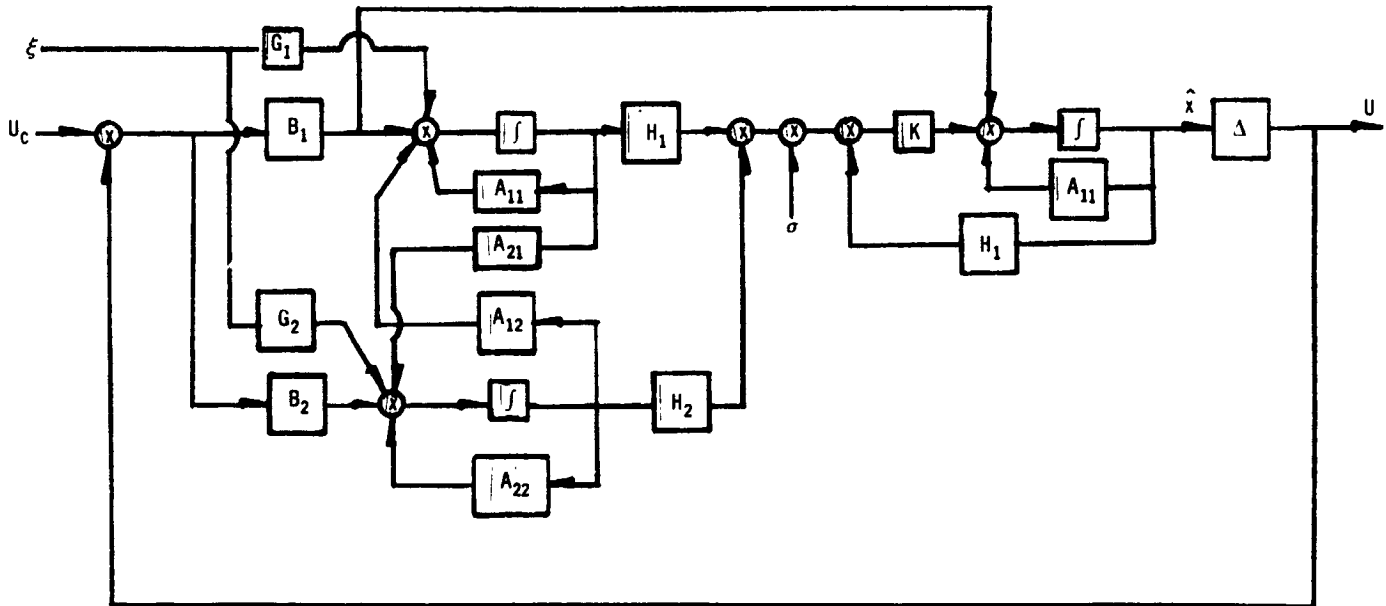 ξ
G₁
U_C
X
B₁
X
∫
H₁
X
X
X
K
X
∫
x̂
Δ
U
A₁₁
A₁₁
σ
A₂₁
H₁
G₂
A₁₂
B₂
X
∫
H₂
A₂₂